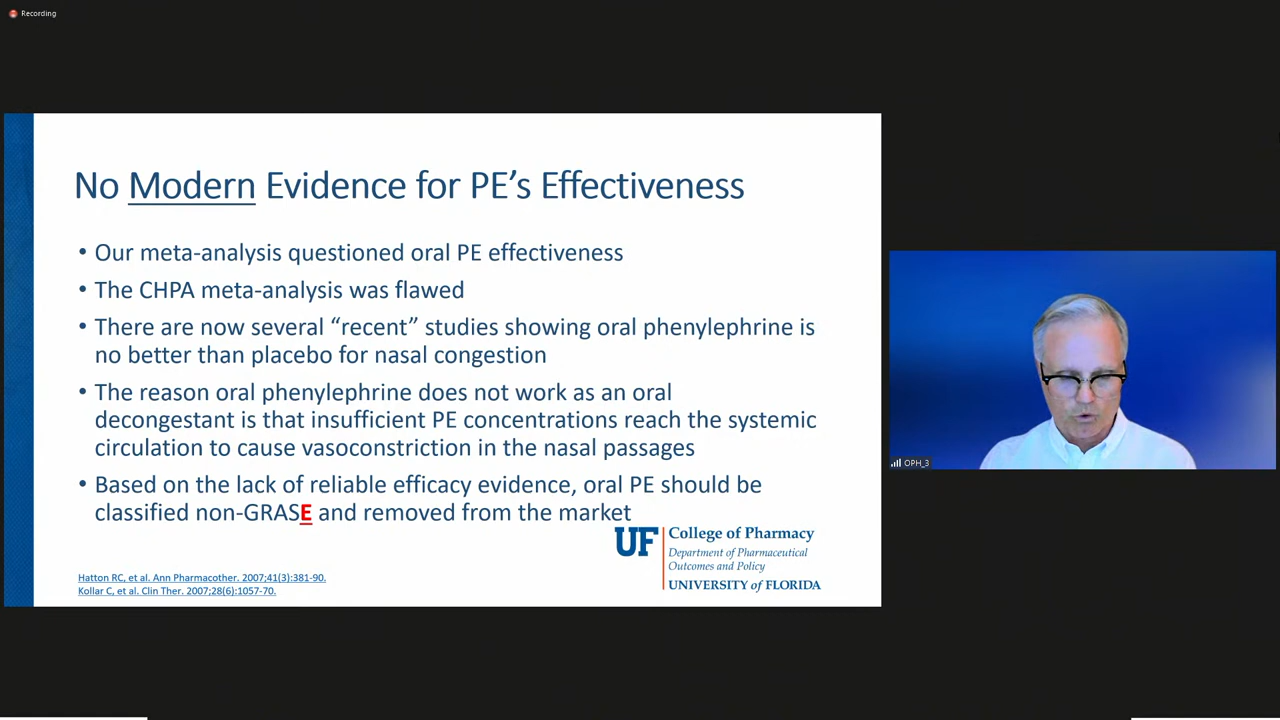 Recording
No Modern Evidence for PE's Effectiveness
• Our meta-analysis questioned oral PE effectiveness
• The CHPA meta-analysis was flawed
• There are now several “recent” studies showing oral phenylephrine is
no better than placebo for nasal congestion
• The reason oral phenylephrine does not work as an oral
decongestant is that insufficient PE concentrations reach the systemic
circulation to cause vasoconstriction in the nasal passages
• Based on the lack of reliable efficacy evidence, oral PE should be
classified non-GRASE and removed from the market
Hatton RC, et al. Ann Pharmacother. 2007;41(3):381-90.
Kollar C, et al. Clin Ther. 2007;28(6):1057-70.
UF
College of Pharmacy
Department of Pharmaceutical
Outcomes and Policy
UNIVERSITY of FLORIDA
OPH_3